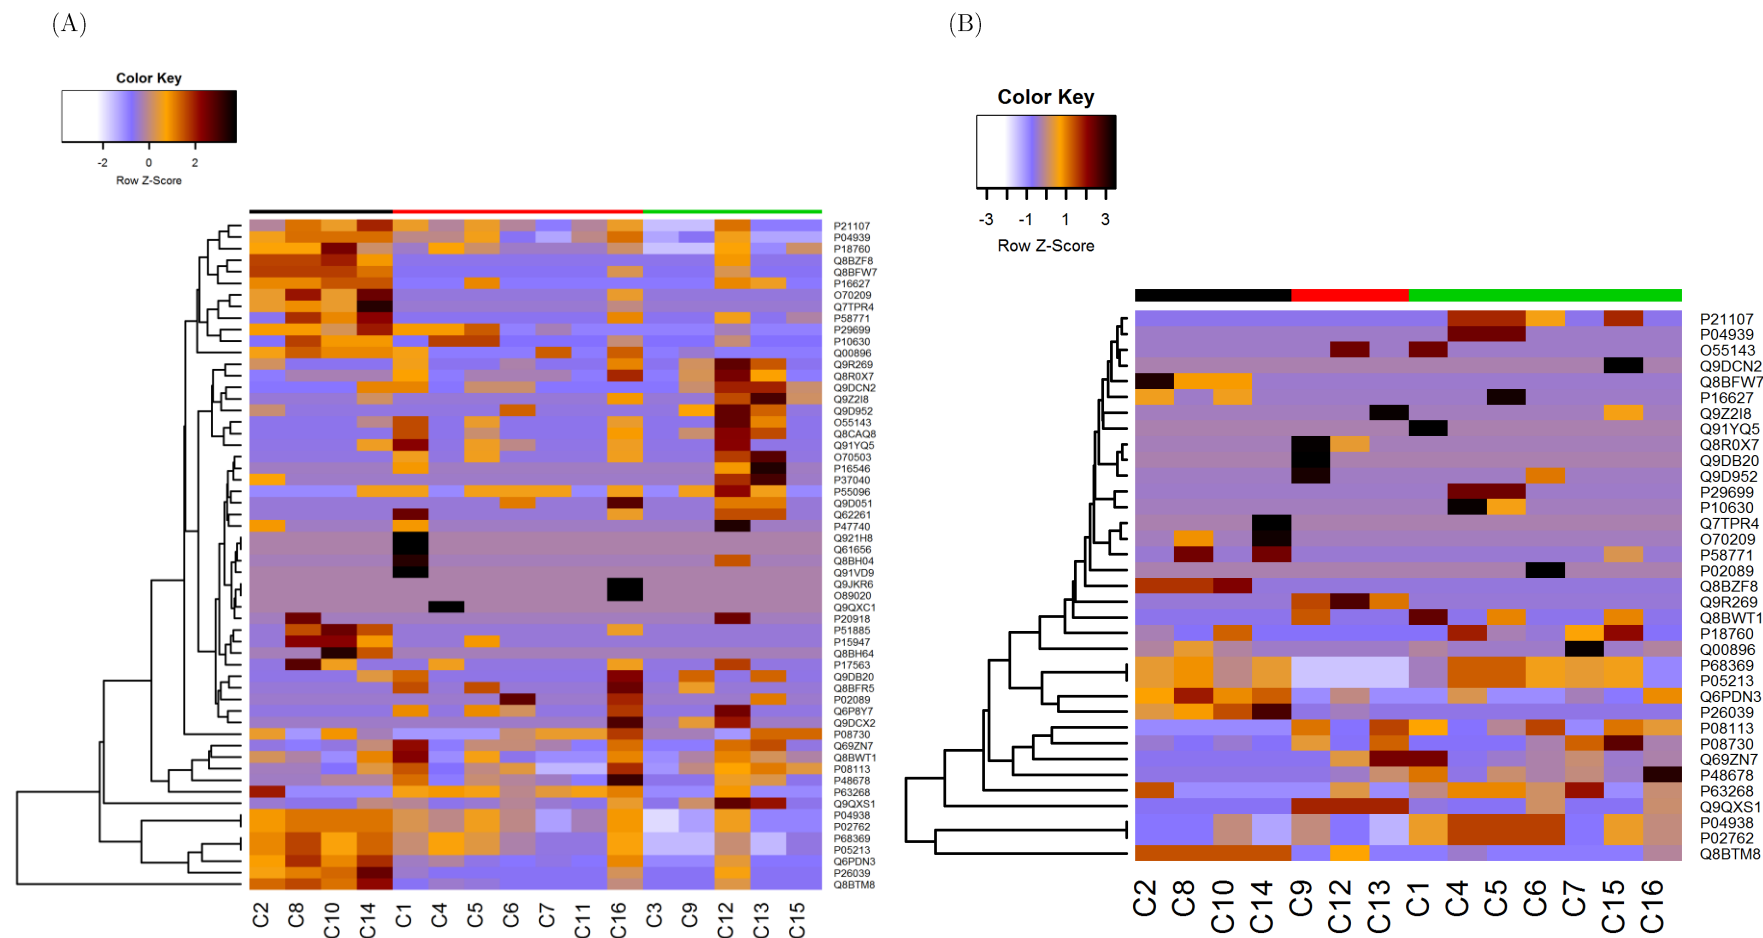 (A)
Color Key
-2 0 2
Row Z-Score
P21107
P04939
P18760
Q8BZF8
Q8BFW7
P16627
O70209
Q7TPR4
P58771
P29699
P10630
Q00896
Q9R269
Q8R0X7
Q9DCN2
Q9Z2I8
Q9D952
O55143
Q8CAQ8
Q91YQ5
O70503
P16546
P37040
P55096
Q9D051
Q62261
P47740
Q921H8
Q61656
Q8BH04
Q91VD9
Q9JKR6
O89020
Q9QXC1
P20918
P51885
P15947
Q8BH64
P17563
Q9DB20
Q8BFR5
P02089
Q6P8Y7
Q9DCX2
P08730
Q69ZN7
Q8BWT1
P08113
P48678
P63268
Q9QXS1
P04938
P02762
P68369
P05213
Q6PDN3
P26039
Q8BTM8
C2 C8 C10 C14 C1 C4 C5 C6 C7 C11 C16 C3 C9 C12 C13 C15
(B)
Color Key
-3 -1 1 3
Row Z-Score
P21107
P04939
O55143
Q9DCN2
Q8BFW7
P16627
Q9Z2I8
Q91YQ5
Q8R0X7
Q9DB20
Q9D952
P29699
P10630
Q7TPR4
O70209
P58771
P02089
Q8BZF8
Q9R269
Q8BWT1
P18760
Q00896
P68369
P05213
Q6PDN3
P26039
P08113
P08730
Q69ZN7
P48678
P63268
Q9QXS1
P04938
P02762
Q8BTM8
C2 C8 C10 C14 C9 C12 C13 C1 C4 C5 C6 C7 C15 C16